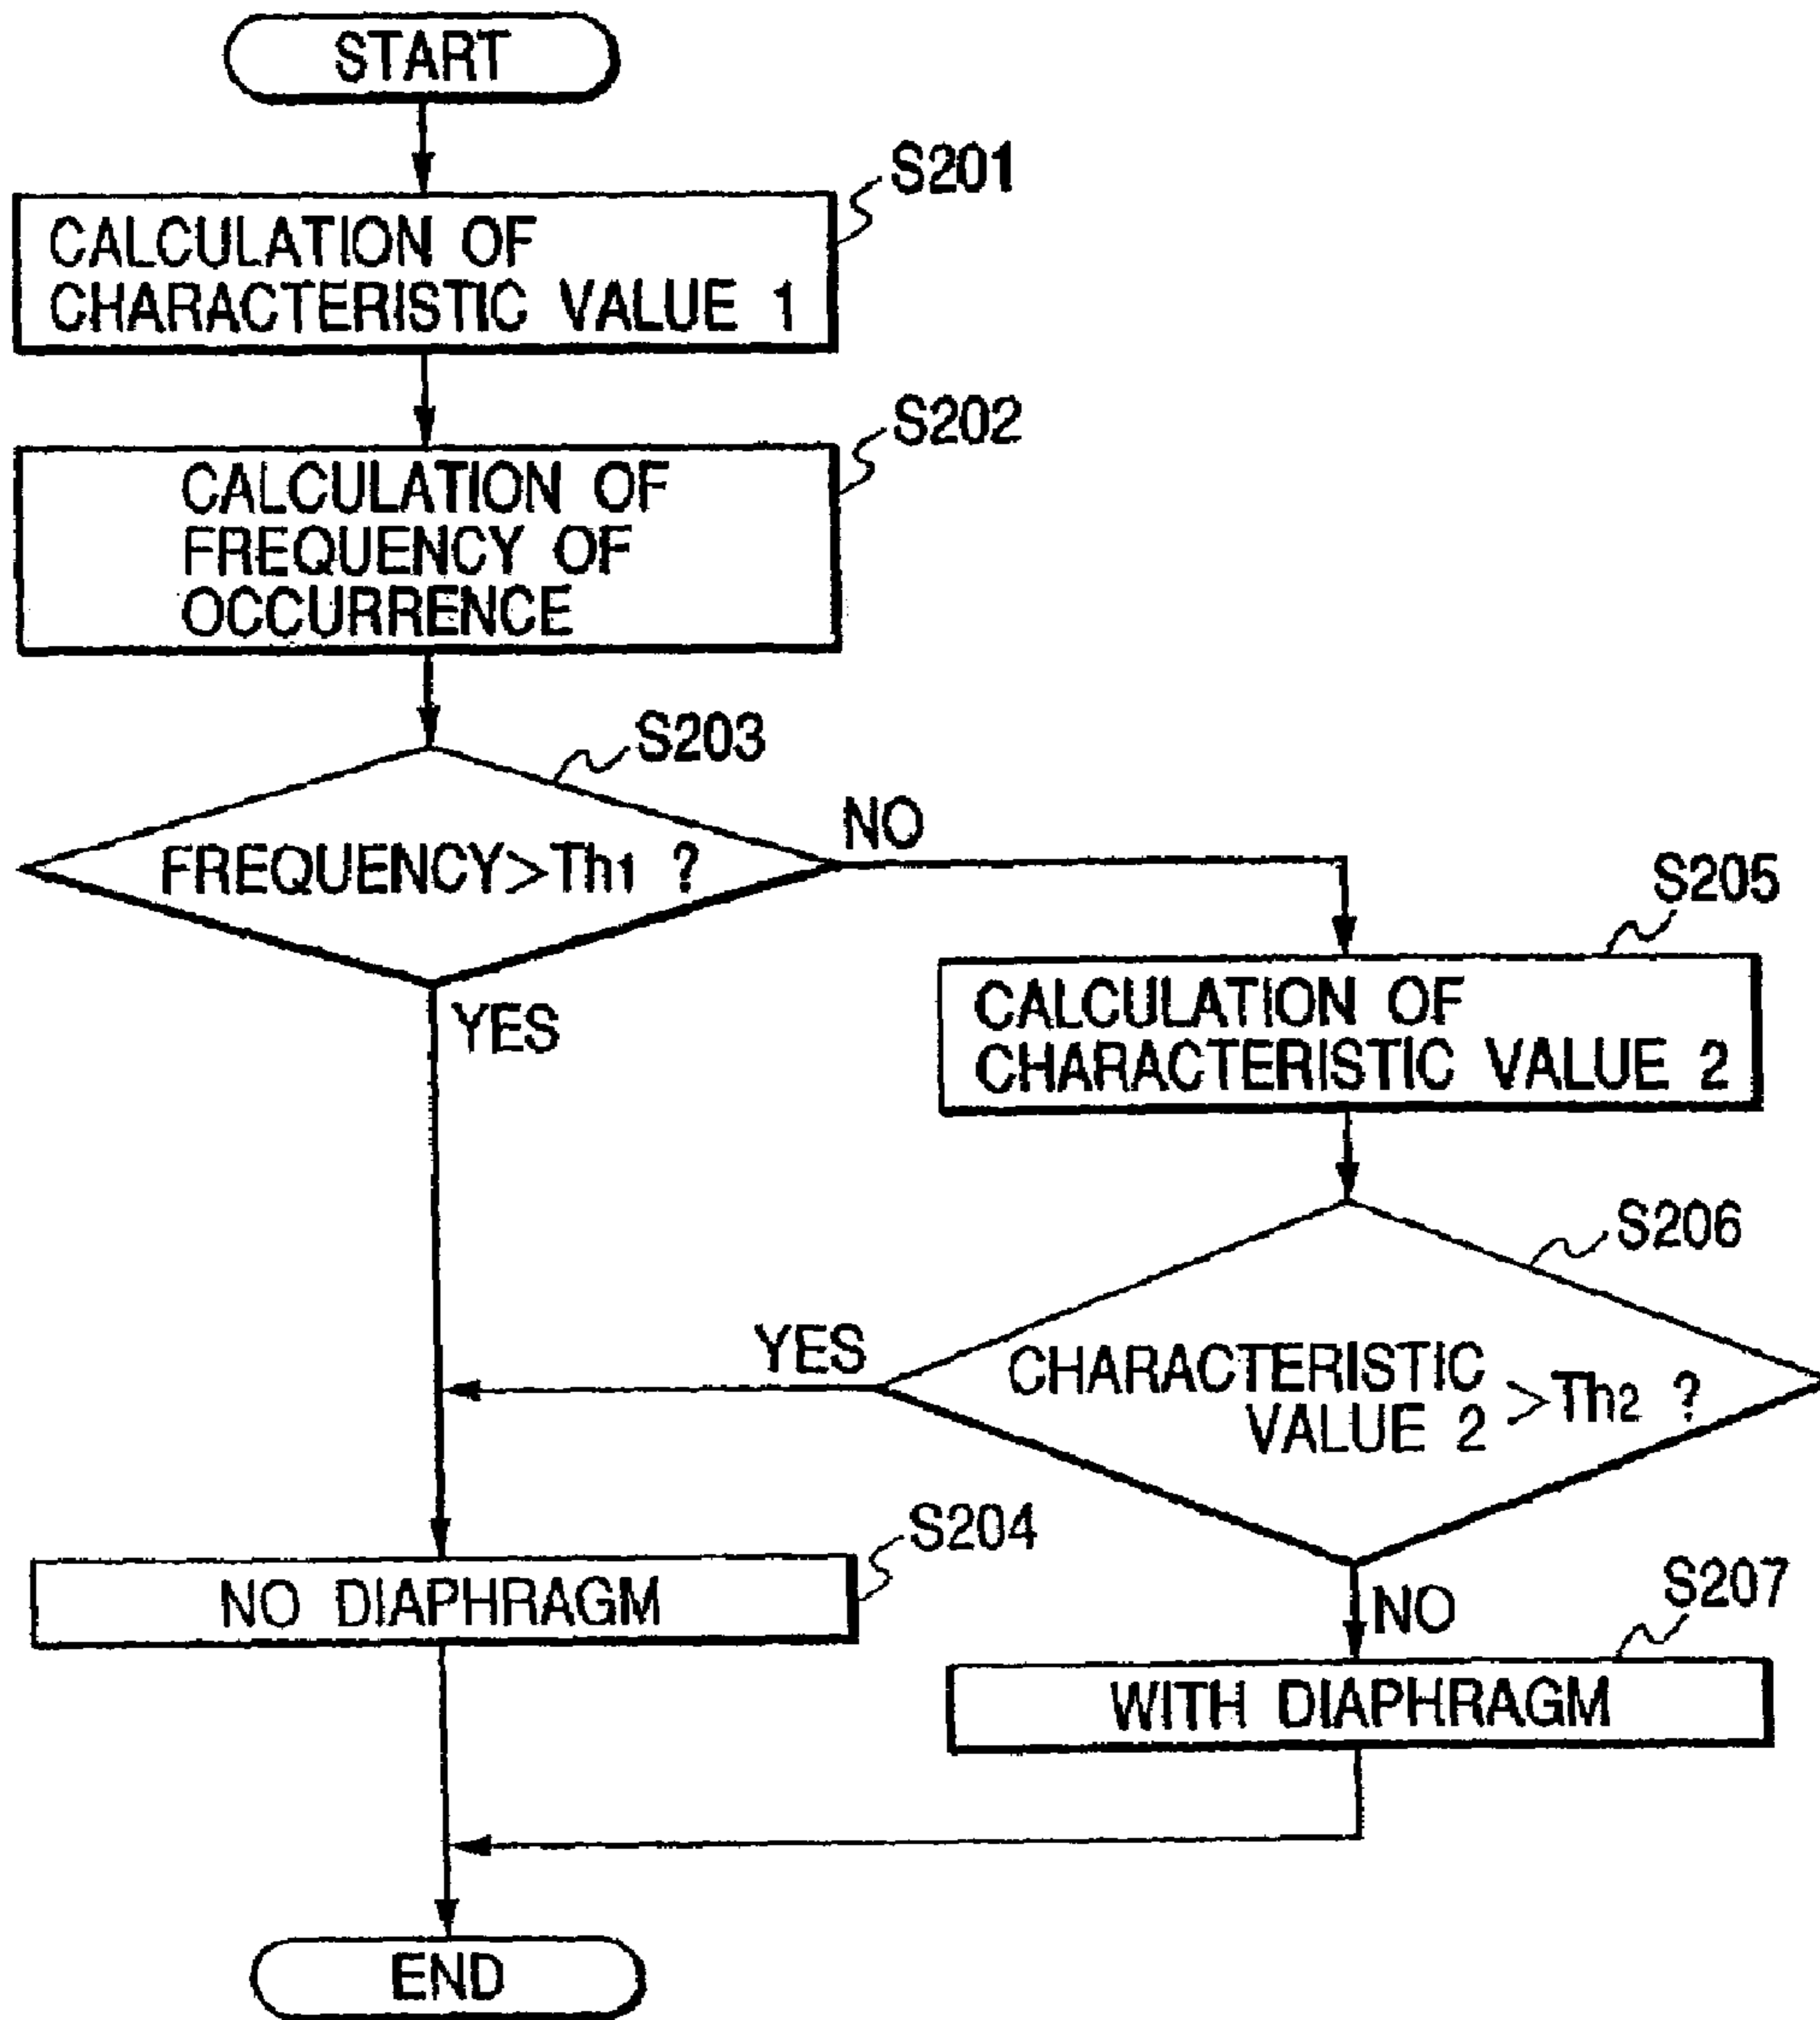 START
S201
CALCULATION OF
CHARACTERISTIC VALUE 1
S202
CALCULATION OF
FREQUENCY OF
OCCURRENCE
S203
FREQUENCY>Th1 ?
NO
YES
S205
CALCULATION OF
CHARACTERISTIC VALUE 2
S206
CHARACTERISTIC
VALUE 2 >Th2 ?
YES
NO
S204
NO DIAPHRAGM
S207
WITH DIAPHRAGM
END